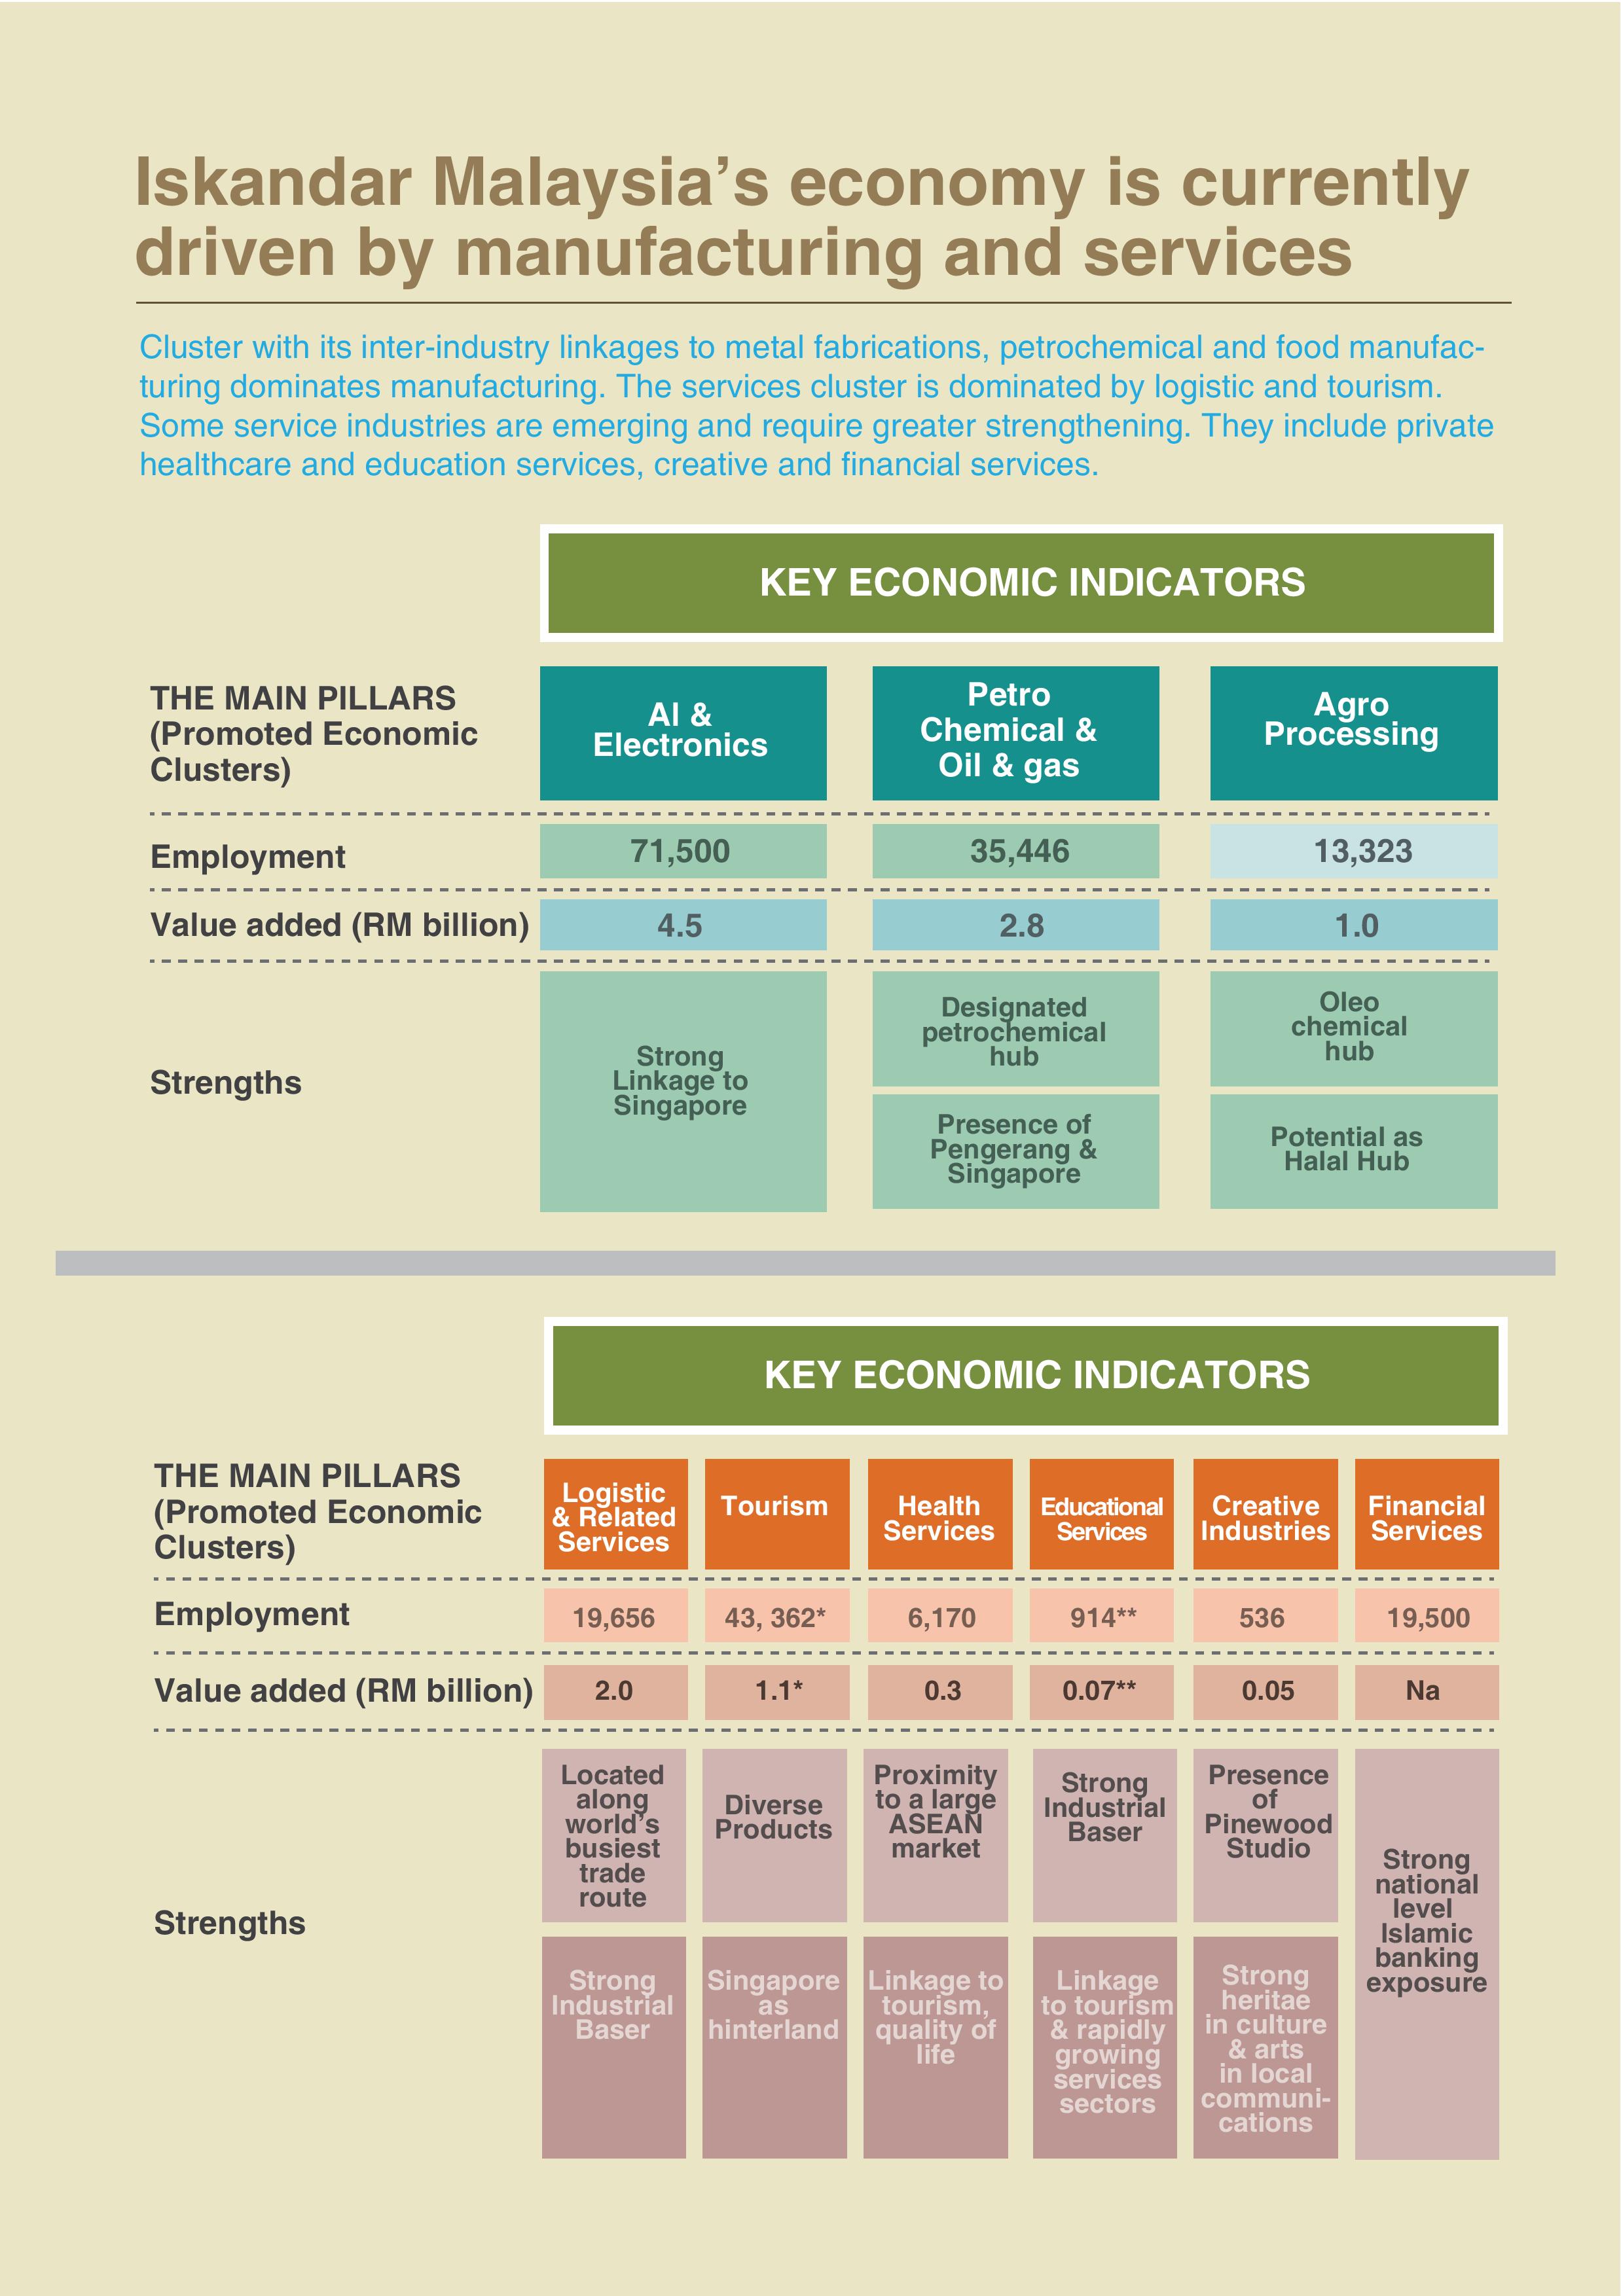 Iskandar Malaysia’s economy is currently
driven by manufacturing and services
Cluster with its inter-industry linkages to metal fabrications, petrochemical and food manufac-
turing dominates manufacturing. The services cluster is dominated by logistic and tourism.
Some service industries are emerging and require greater strengthening. They include private
healthcare and education services, creative and financial services.
KEY ECONOMIC INDICATORS
THE MAIN PILLARS
(Promoted Economic
Clusters)
AI &
Electronics
Petro
Chemical &
Oil & gas
Agro
Processing
Employment
71,500
35,446
13,323
Value added (RM billion)
4.5
2.8
1.0
Strengths
Strong
Linkage to
Singapore
Designated
petrochemical
hub
Oleo
chemical
hub
Presence of
Pengerang &
Singapore
Potential as
Halal Hub
KEY ECONOMIC INDICATORS
THE MAIN PILLARS
(Promoted Economic
Clusters)
Logistic
& Related
Services
Tourism
Health
Services
Educational
Services
Creative
Industries
Financial
Services
Employment
19,656
43, 362*
6,170
914**
536
19,500
Value added (RM billion)
2.0
1.1*
0.3
0.07**
0.05
Na
Strengths
Located
along
world’s
busiest
trade
route
Diverse
Products
Proximity
to a large
ASEAN
market
Strong
Industrial
Baser
Presence
of
Pinewood
Studio
Strong
national
level
Islamic
banking
exposure
Strong
Industrial
Baser
Singapore
as
hinterland
Linkage to
tourism,
quality of
life
Linkage
to tourism
& rapidly
growing
services
sectors
Strong
heritae
in culture
& arts
in local
communi-
cations